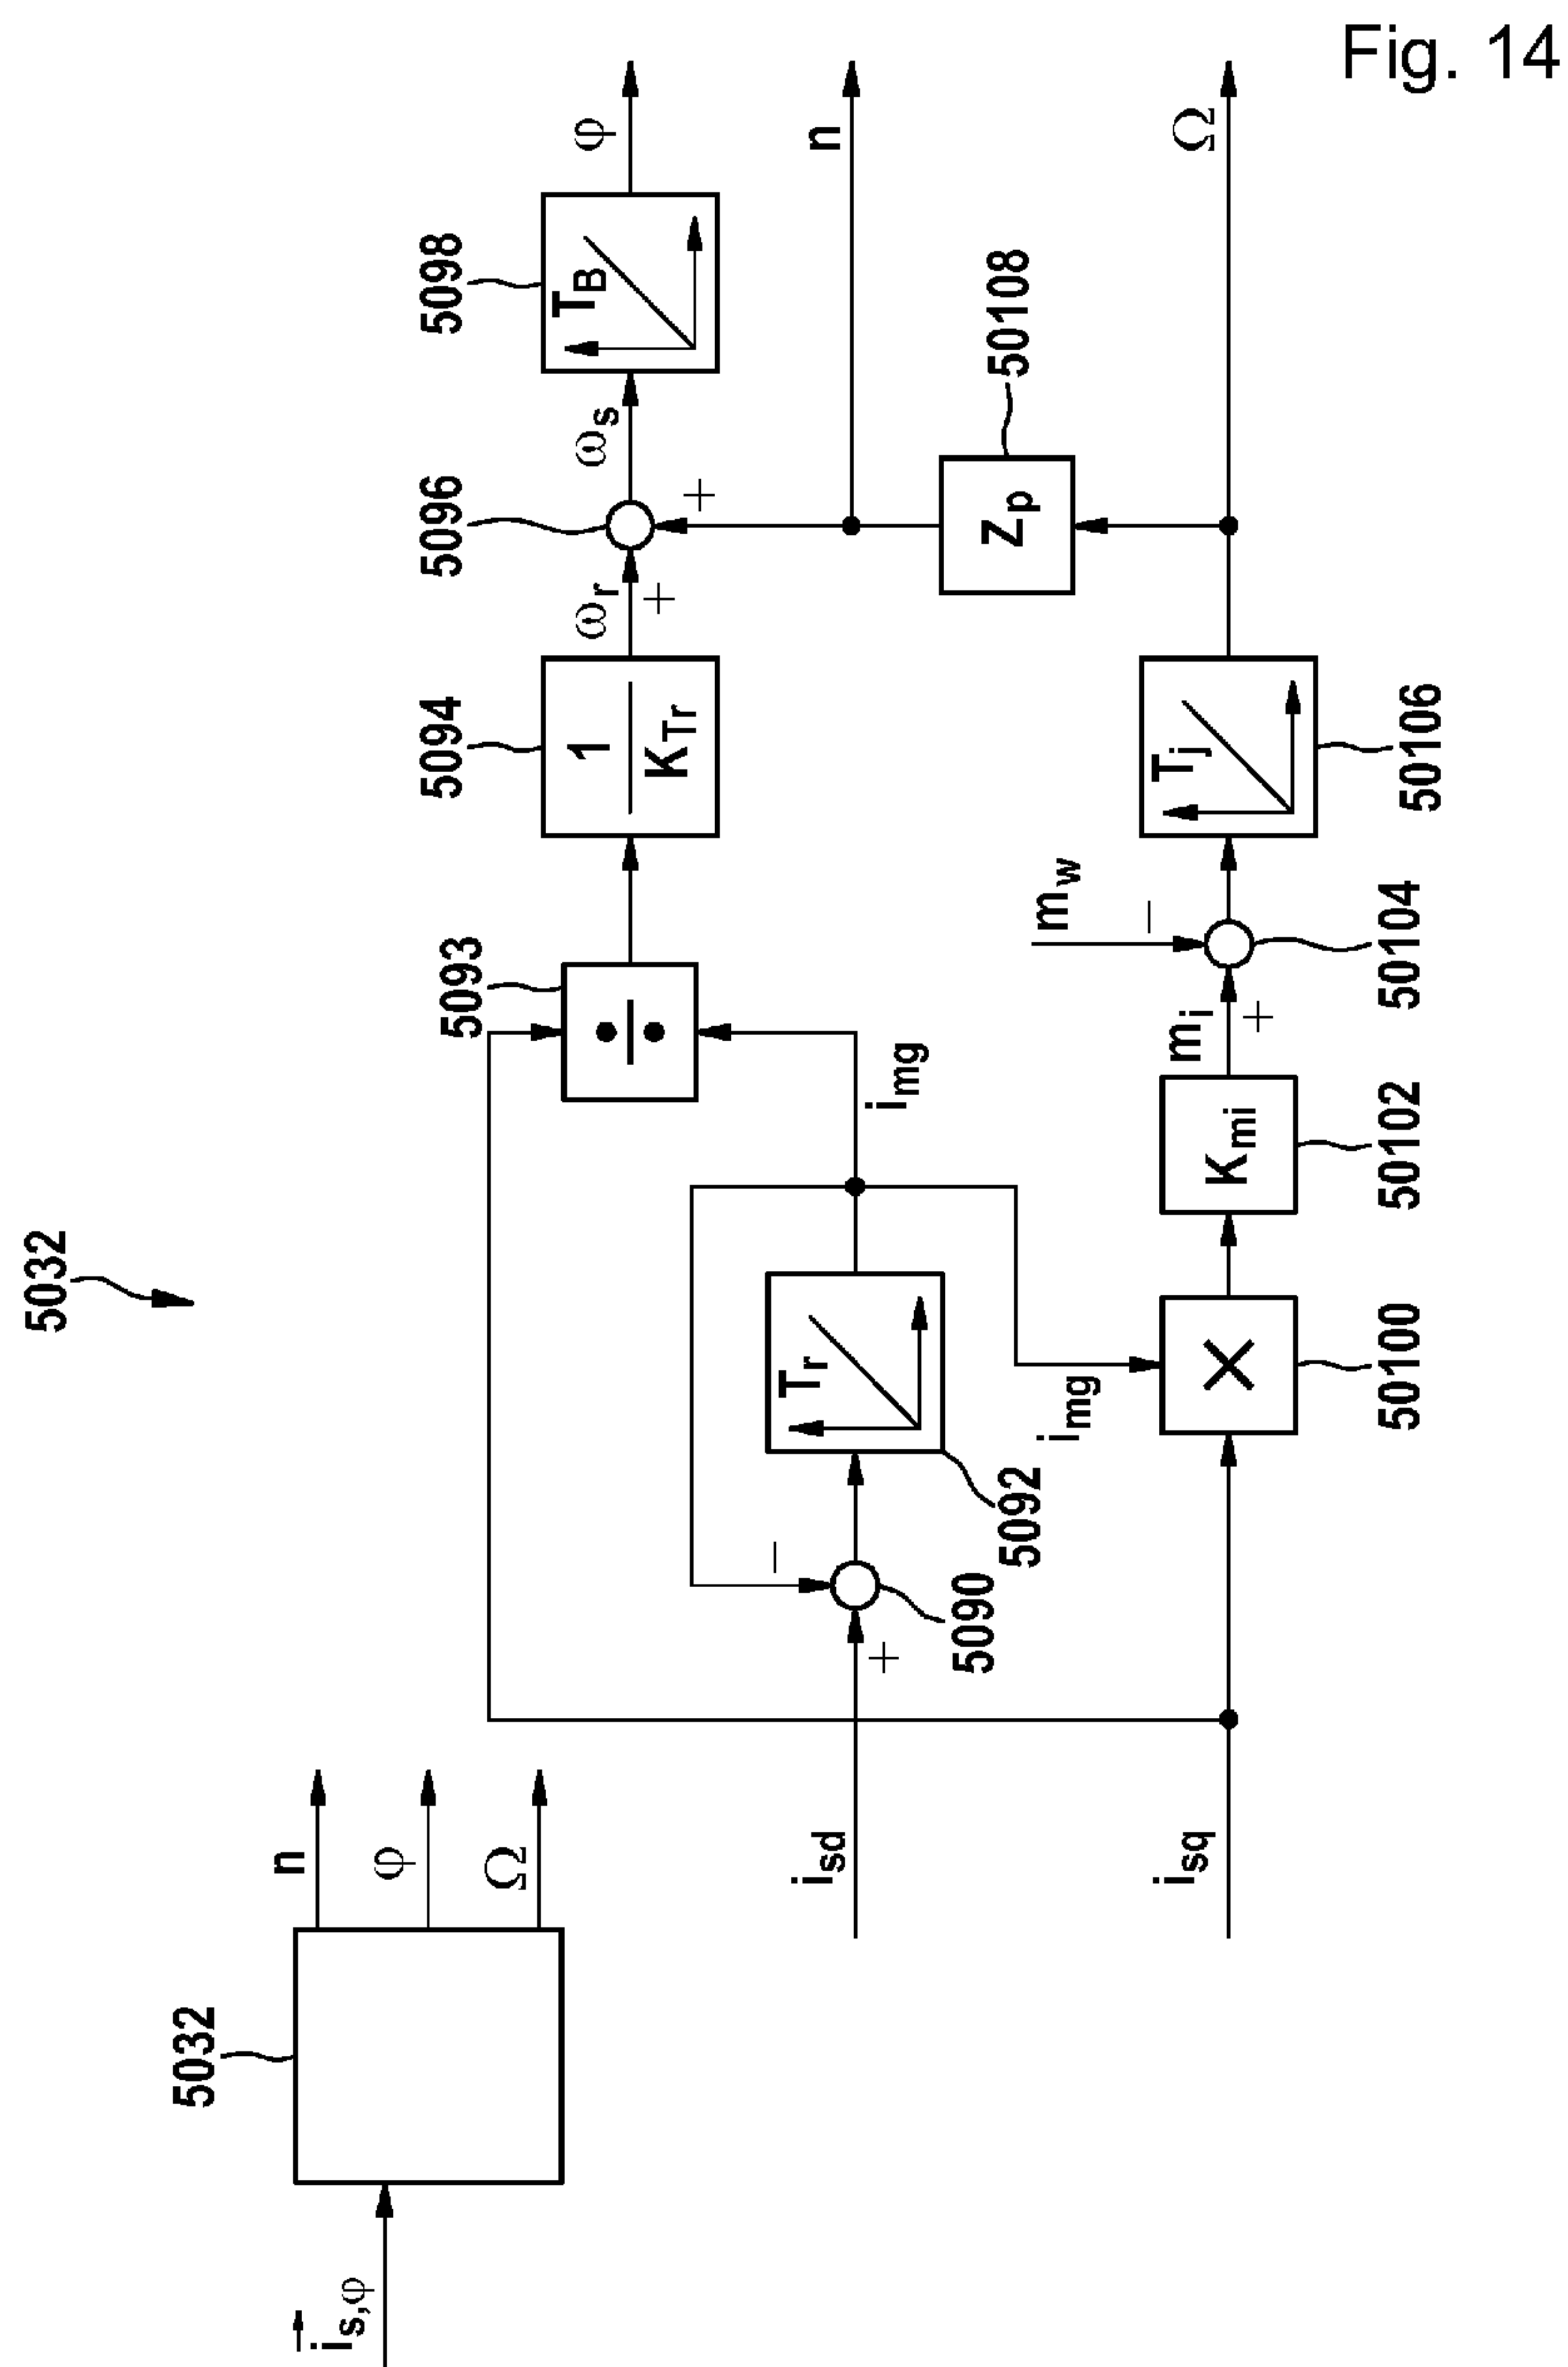 Fig. 14
5032
5032
i⃗s,φ
n
φ
Ω
isd
isq
+
−
5090
Tr
5092
img
img
5093
÷
1
KTr
5094
ωr
+
5096
+
ωs
TB
5098
φ
n
×
50100
Kmi
50102
mi
+
mw
−
50104
Tj
50106
Zp
50108
Ω